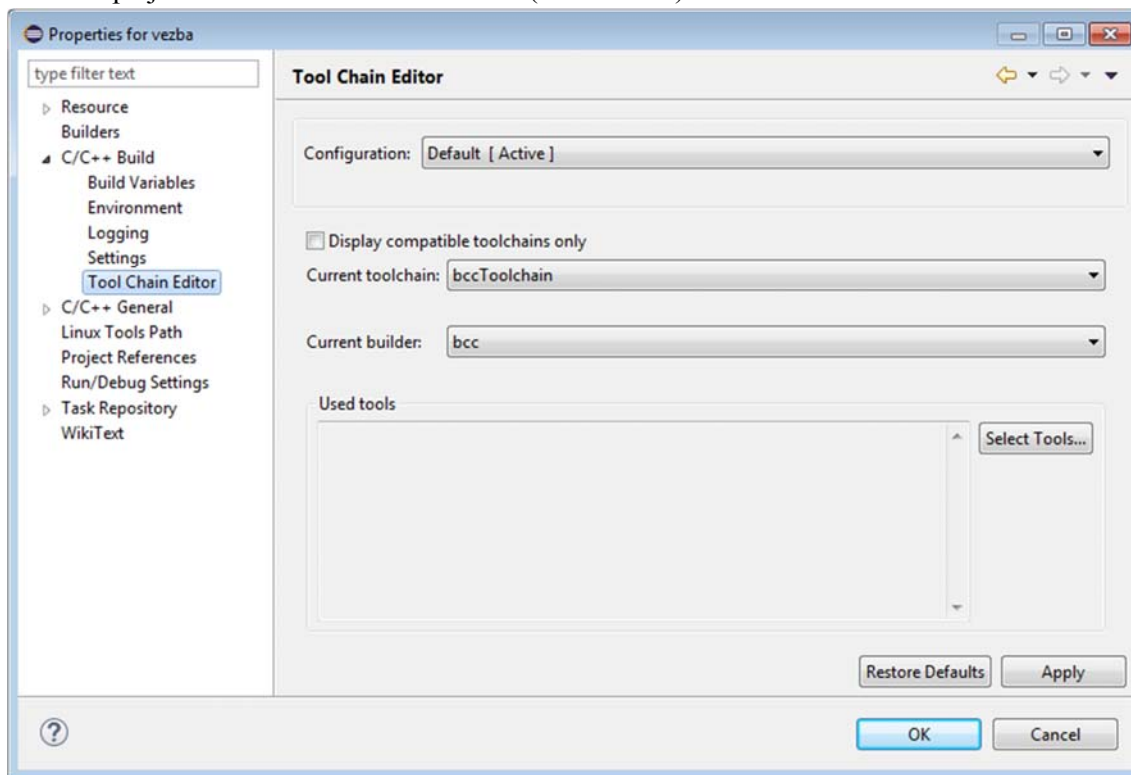 Properties for vezba
type filter text
Resource
Builders
C/C++ Build
Build Variables
Environment
Logging
Settings
Tool Chain Editor
C/C++ General
Linux Tools Path
Project References
Run/Debug Settings
Task Repository
WikiText
Tool Chain Editor
Configuration: Default [ Active ]
Display compatible toolchains only
Current toolchain: bccToolchain
Current builder: bcc
Used tools
Select Tools...
Restore Defaults Apply
? OK Cancel